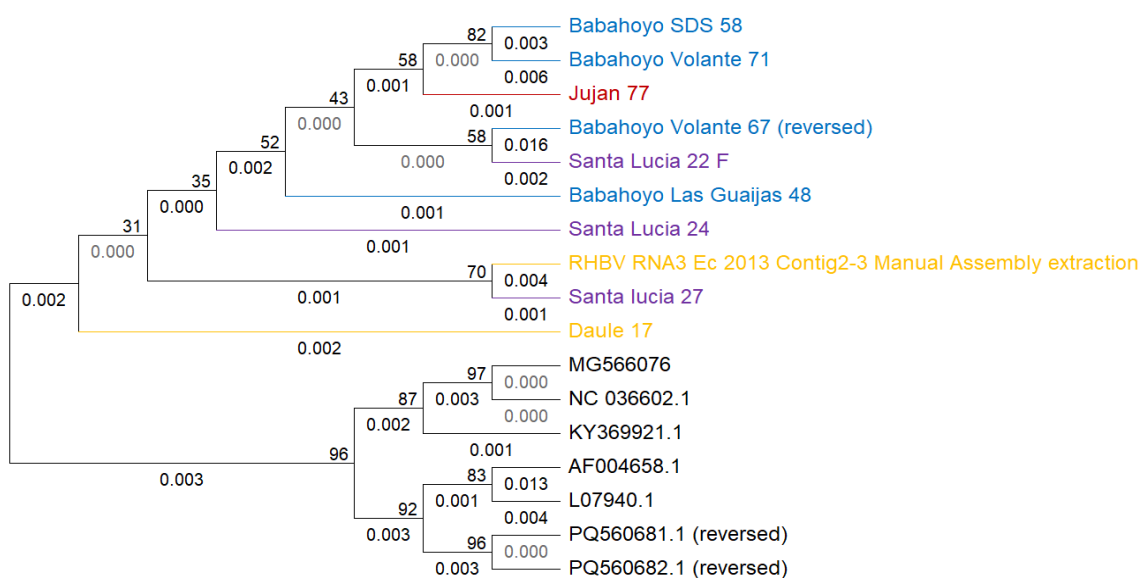 Babahoyo SDS 58
82
0.003
58
0.000
Babahoyo Volante 71
0.001
0.006
Jujan 77
43
0.001
0.000
Babahoyo Volante 67 (reversed)
58
0.016
52
0.000
Santa Lucia 22 F
0.002
0.002
35
Babahoyo Las Guaijas 48
0.000
0.001
31
Santa Lucia 24
0.000
0.001
RHBV RNA3 Ec 2013 Contig2-3 Manual Assembly extraction
70
0.004
0.002
0.001
Santa lucia 27
0.001
Daule 17
0.002
MG566076
97
0.000
87
0.003
NC 036602.1
0.002
0.000
KY369921.1
96
0.001
AF004658.1
0.003
83
0.013
92
0.001
L07940.1
0.003
0.004
PQ560681.1 (reversed)
96
0.000
0.003
PQ560682.1 (reversed)